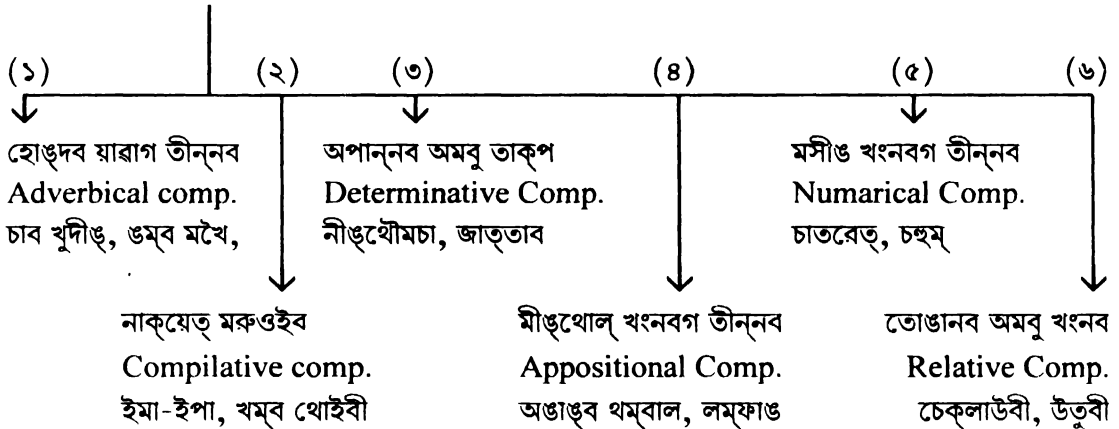 (১) (২) (৩) (৪) (৫) (৬)
হোঙ্দব য়াৱাগ তীন্নব
Adverbical comp.
চাব খুদীঙ্, ঙম্ব মখৈ,
অপান্নব অমবু তাক্প
Determinative Comp.
নীঙ্থৌমচা, জাত্তাব
মসীঙ খংনবগ তীন্নব
Numarical Comp.
চাতরেত্, চহুম্
নাক্য়েত্ মরুওইব
Compilative comp.
ইমা-ইপা, খম্ব থোইবী
মীঙ্থোল্ খংনবগ তীন্নব
Appositional Comp.
অঙাঙ্ব থম্বাল, লম্ফাঙ
তোঙানব অমবু খংনব
Relative Comp.
চেক্লাউবী, উতুবী